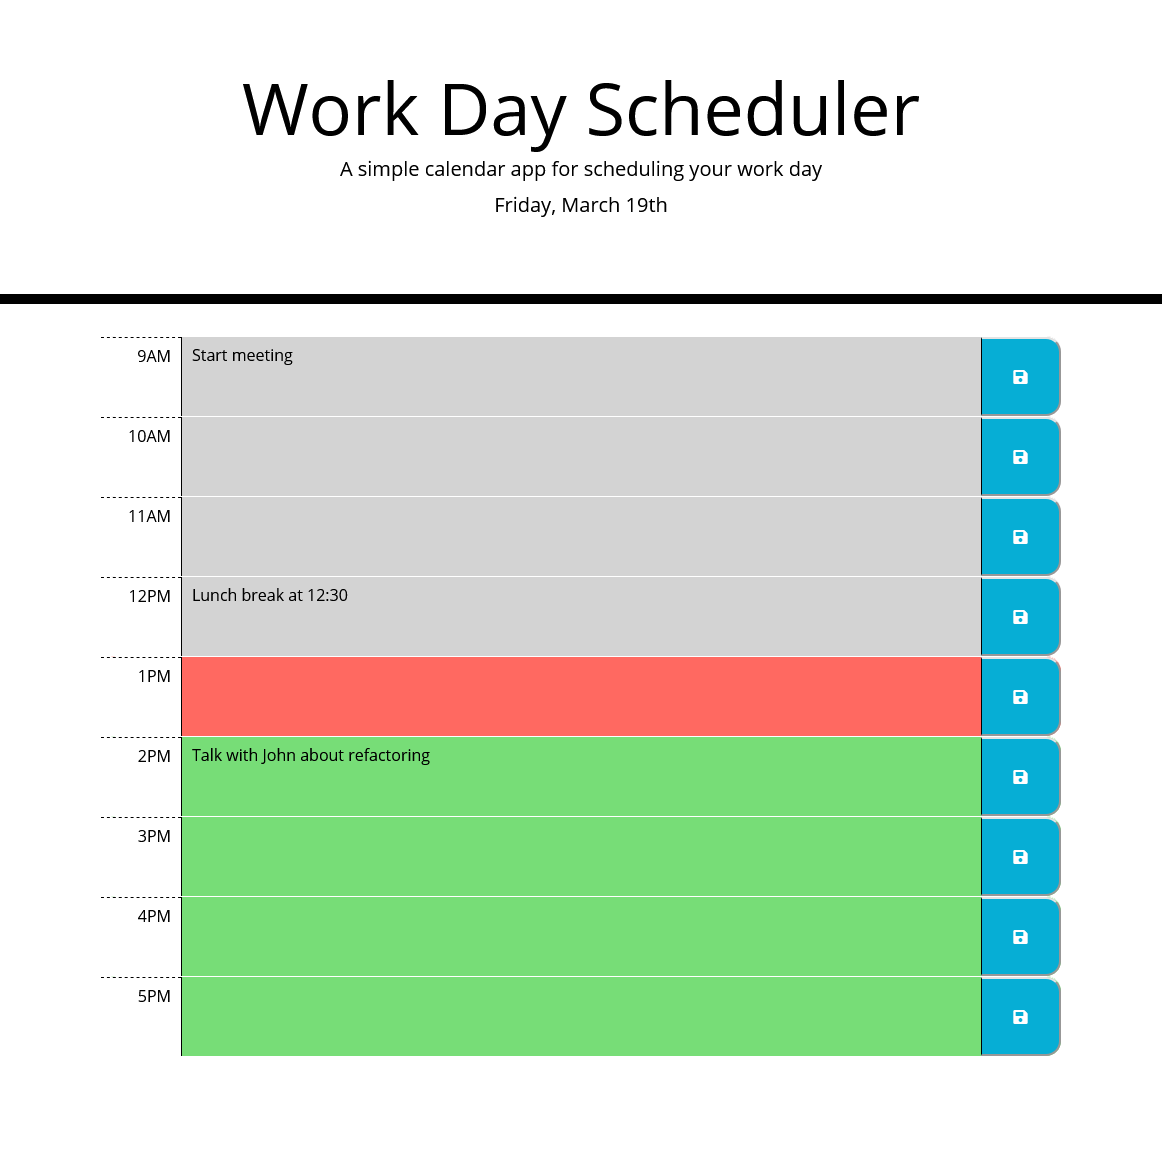 Work Day Scheduler
A simple calendar app for scheduling your work day
Friday, March 19th
9AM Start meeting
10AM
11AM
12PM Lunch break at 12:30
1PM
2PM Talk with John about refactoring
3PM
4PM
5PM